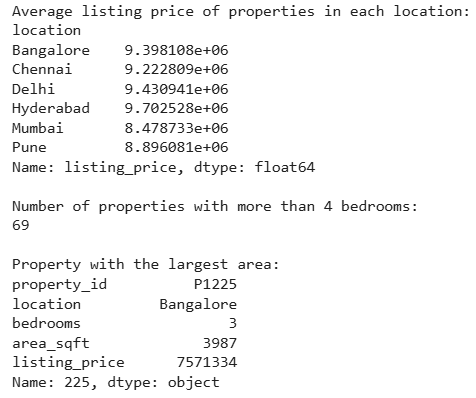 Average listing price of properties in each location:
location
Bangalore    9.398108e+06
Chennai      9.222809e+06
Delhi        9.430941e+06
Hyderabad    9.702528e+06
Mumbai       8.478733e+06
Pune         8.896081e+06
Name: listing_price, dtype: float64

Number of properties with more than 4 bedrooms:
69

Property with the largest area:
property_id          P1225
location         Bangalore
bedrooms                 3
area_sqft             3987
listing_price      7571334
Name: 225, dtype: object